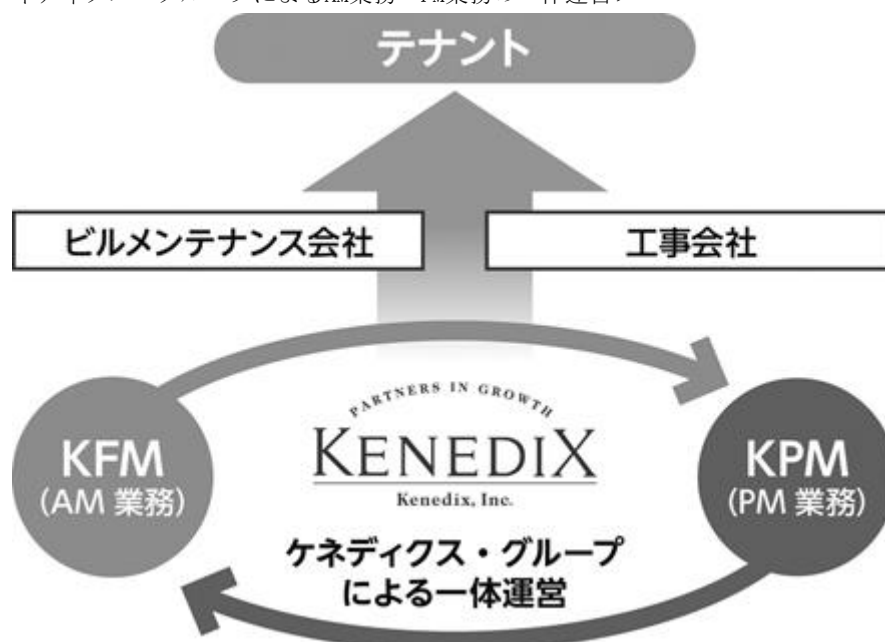 テナント
ビルメンテナンス会社
工事会社
PARTNERS IN GROWTH
KENEDIX
Kenedix, Inc.
KFM
(AM 業務)
KPM
(PM 業務)
ケネディクス・グループ
による一体運営